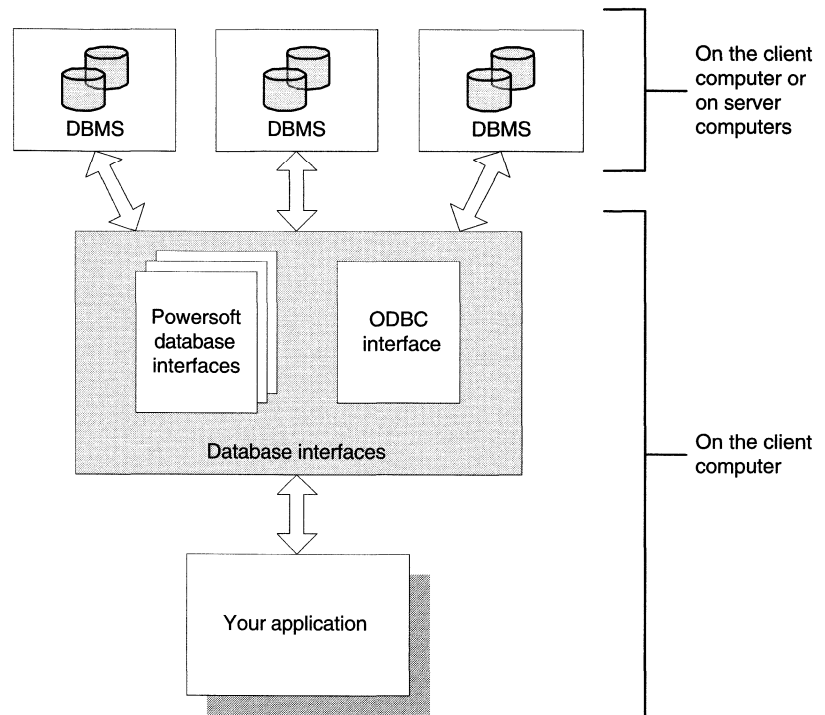 DBMS
DBMS
DBMS
On the client
computer or
on server
computers
Powersoft
database
interfaces
ODBC
interface
Database interfaces
On the client
computer
Your application